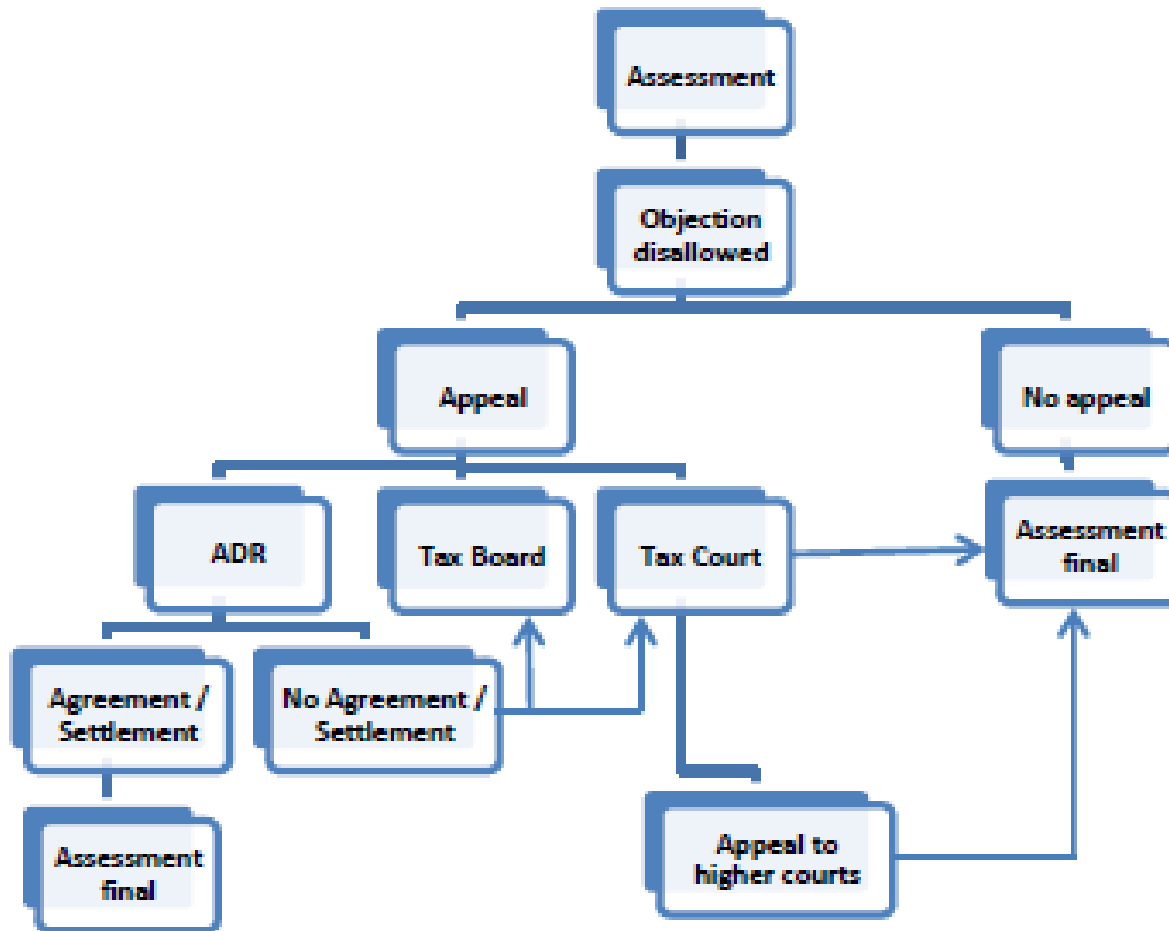 Assessment
Objection
disallowed
Appeal
No appeal
ADR
Tax Board
Tax Court
Assessment
final
Agreement /
Settlement
No Agreement /
Settlement
Assessment
final
Appeal to
higher courts